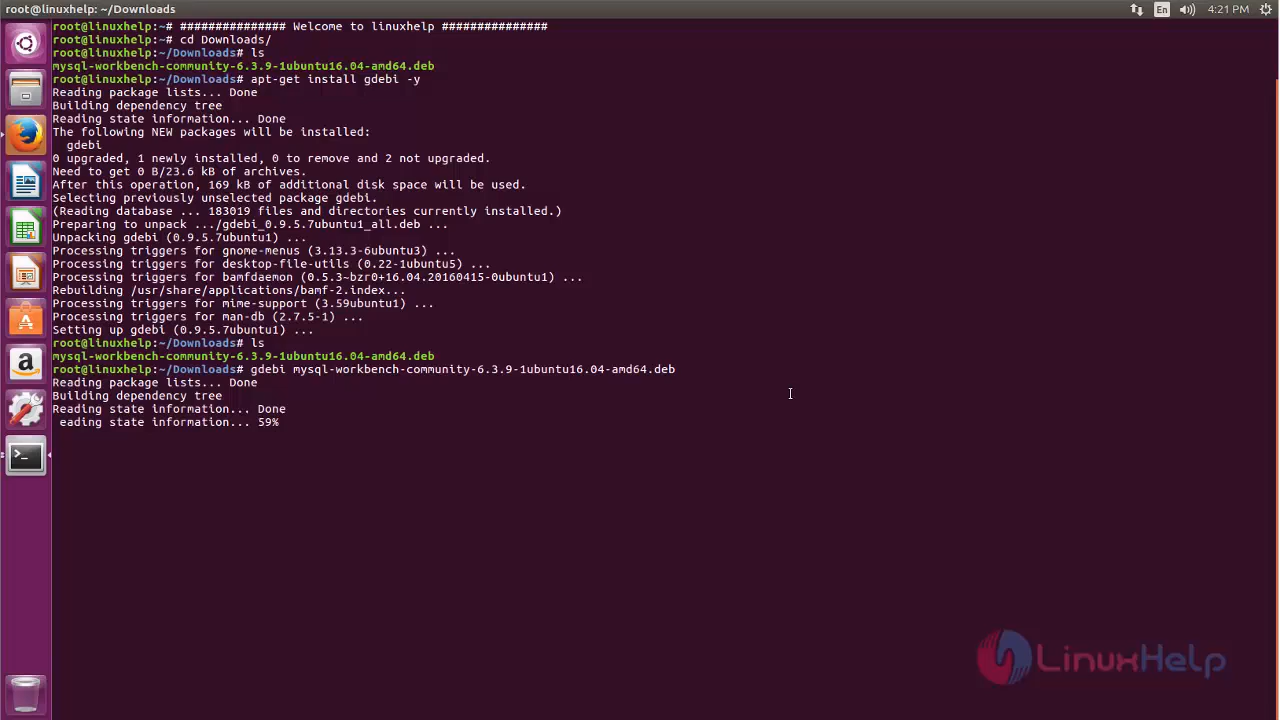 root@linuxhelp: ~/Downloads
En
4:21 PM
root@linuxhelp:~# ############### Welcome to linuxhelp ###############
root@linuxhelp:~# cd Downloads/
root@linuxhelp:~/Downloads# ls
mysql-workbench-community-6.3.9-1ubuntu16.04-amd64.deb
root@linuxhelp:~/Downloads# apt-get install gdebi -y
Reading package lists... Done
Building dependency tree
Reading state information... Done
The following NEW packages will be installed:
  gdebi
0 upgraded, 1 newly installed, 0 to remove and 2 not upgraded.
Need to get 0 B/23.6 kB of archives.
After this operation, 169 kB of additional disk space will be used.
Selecting previously unselected package gdebi.
(Reading database ... 183019 files and directories currently installed.)
Preparing to unpack .../gdebi_0.9.5.7ubuntu1_all.deb ...
Unpacking gdebi (0.9.5.7ubuntu1) ...
Processing triggers for gnome-menus (3.13.3-6ubuntu3) ...
Processing triggers for desktop-file-utils (0.22-1ubuntu5) ...
Processing triggers for bamfdaemon (0.5.3~bzr0+16.04.20160415-0ubuntu1) ...
Rebuilding /usr/share/applications/bamf-2.index...
Processing triggers for mime-support (3.59ubuntu1) ...
Processing triggers for man-db (2.7.5-1) ...
Setting up gdebi (0.9.5.7ubuntu1) ...
root@linuxhelp:~/Downloads# ls
mysql-workbench-community-6.3.9-1ubuntu16.04-amd64.deb
root@linuxhelp:~/Downloads# gdebi mysql-workbench-community-6.3.9-1ubuntu16.04-amd64.deb
Reading package lists... Done
Building dependency tree
Reading state information... Done
 eading state information... 59%
LinuxHelp